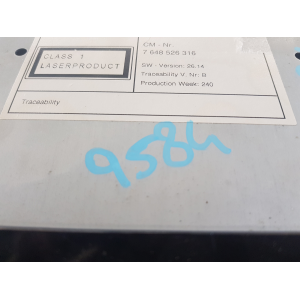 CLASS 1
LASERPRODUCT
CM - Nr.
7 648 526 316
SW - Version: 26.14
Traceability V. Nr: B
Production Week: 240
Traceability
9584